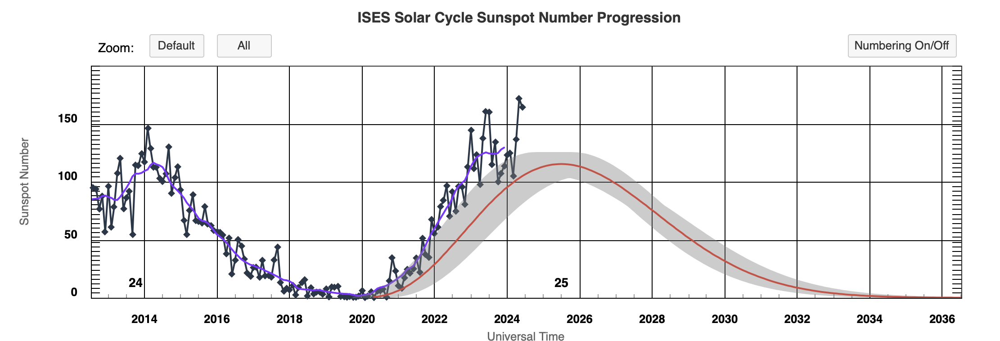 ISES Solar Cycle Sunspot Number Progression
Zoom: Default All Numbering On/Off
150
100
50
0
Sunspot Number
24
25
2014 2016 2018 2020 2022 2024 2026 2028 2030 2032 2034 2036
Universal Time